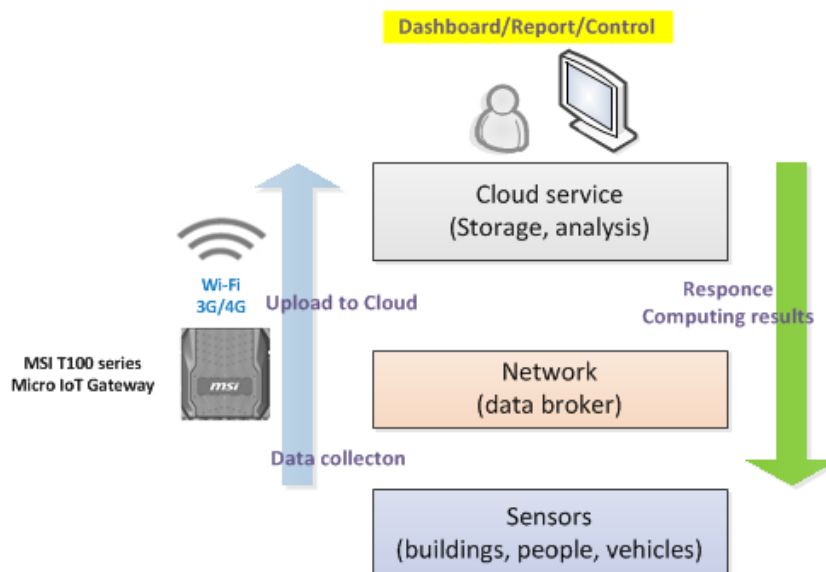 Dashboard/Report/Control
Cloud service
(Storage, analysis)
Wi-Fi
3G/4G
Upload to Cloud
Responce
Computing results
MSI T100 series
Micro IoT Gateway
msi
Network
(data broker)
Data collecton
Sensors
(buildings, people, vehicles)